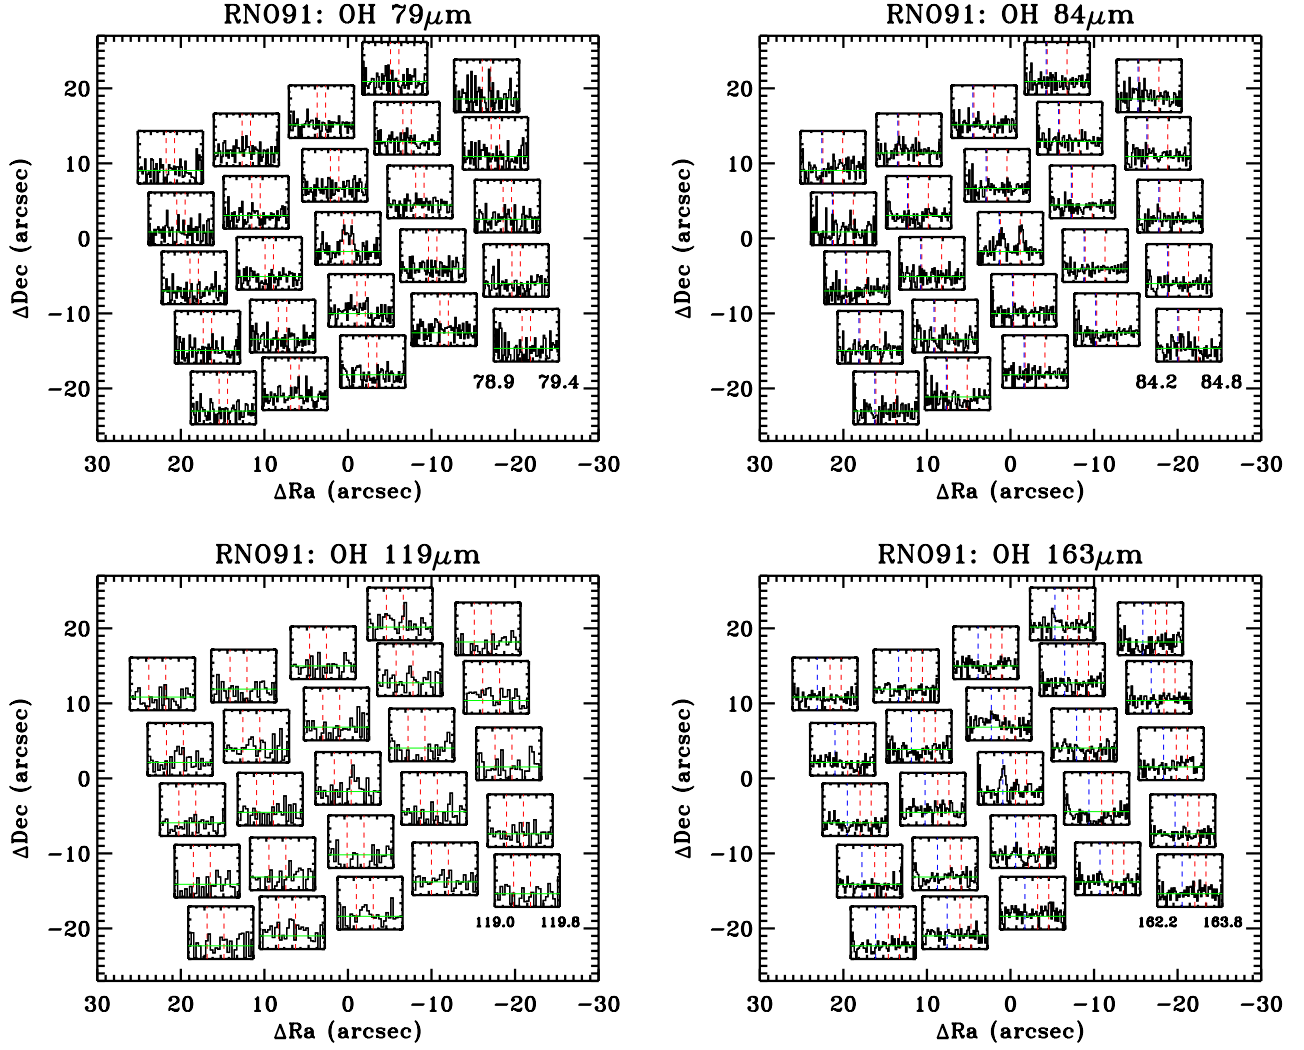 RNO91: OH 79μm
20
10
0
−10
−20
ΔDec (arcsec)
78.9 79.4
30 20 10 0 −10 −20 −30
ΔRa (arcsec)
RNO91: OH 84μm
20
10
0
−10
−20
ΔDec (arcsec)
84.2 84.8
30 20 10 0 −10 −20 −30
ΔRa (arcsec)
RNO91: OH 119μm
20
10
0
−10
−20
ΔDec (arcsec)
119.0 119.8
30 20 10 0 −10 −20 −30
ΔRa (arcsec)
RNO91: OH 163μm
20
10
0
−10
−20
ΔDec (arcsec)
162.2 163.8
30 20 10 0 −10 −20 −30
ΔRa (arcsec)